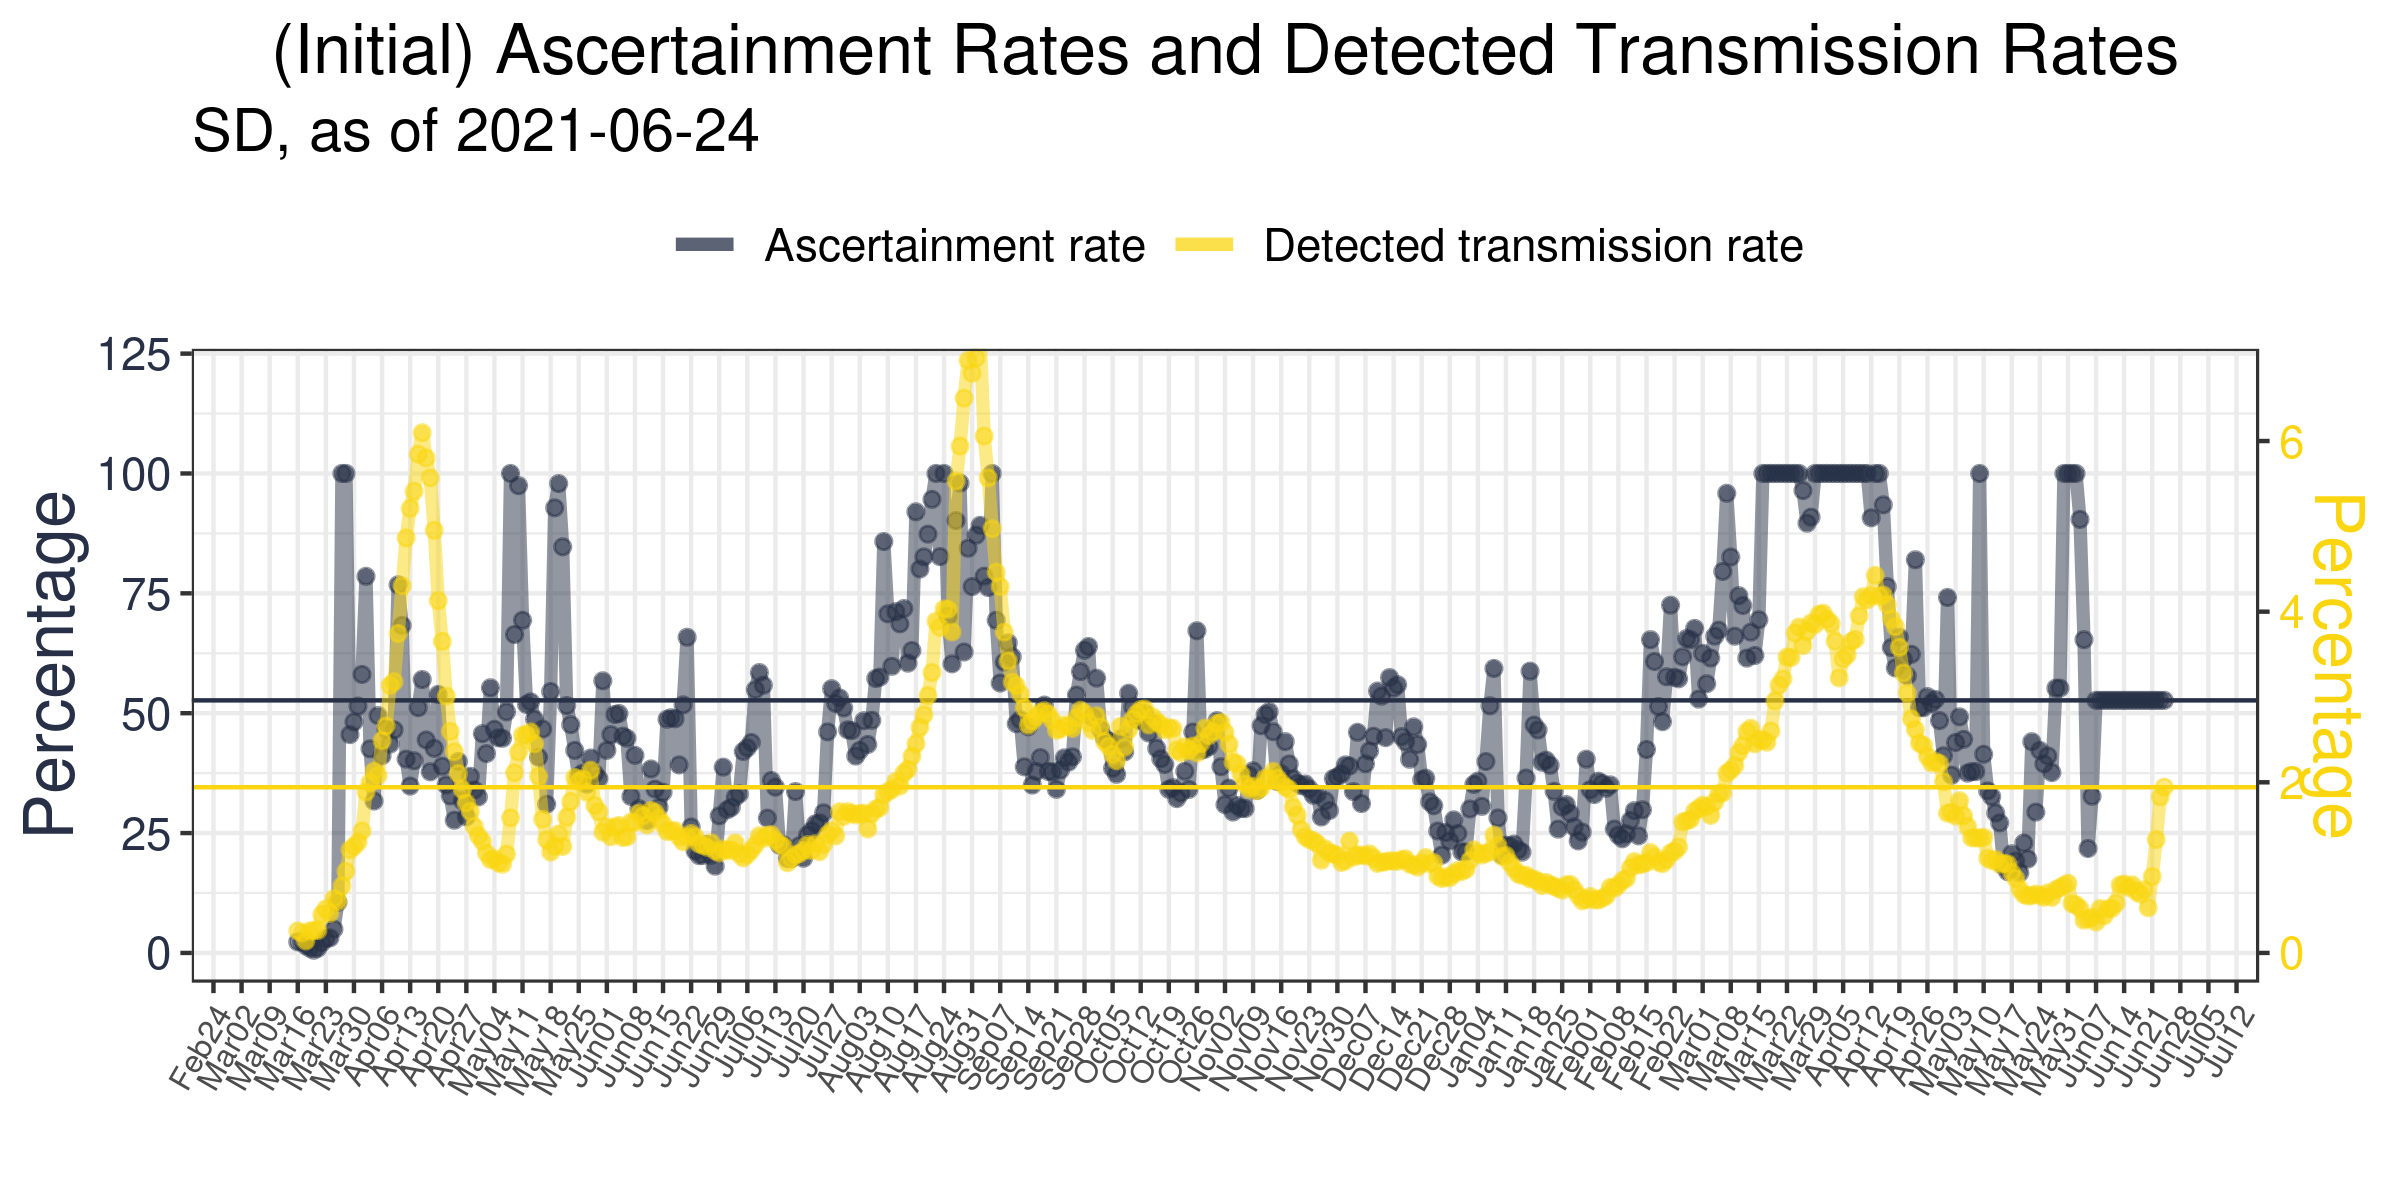 (Initial) Ascertainment Rates and Detected Transmission Rates
SD, as of 2021-06-24
Ascertainment rate
Detected transmission rate
Percentage
125
100
75
50
25
0
6
4
2
0
Percentage
Feb24
Mar02
Mar09
Mar16
Mar23
Mar30
Apr06
Apr13
Apr20
Apr27
May04
May11
May18
May25
Jun01
Jun08
Jun15
Jun22
Jun29
Jul06
Jul13
Jul20
Jul27
Aug03
Aug10
Aug17
Aug24
Aug31
Sep07
Sep14
Sep21
Sep28
Oct05
Oct12
Oct19
Oct26
Nov02
Nov09
Nov16
Nov23
Nov30
Dec07
Dec14
Dec21
Dec28
Jan04
Jan11
Jan18
Jan25
Feb01
Feb08
Feb15
Feb22
Mar01
Mar08
Mar15
Mar22
Mar29
Apr05
Apr12
Apr19
Apr26
May03
May10
May17
May24
May31
Jun07
Jun14
Jun21
Jun28
Jul05
Jul12